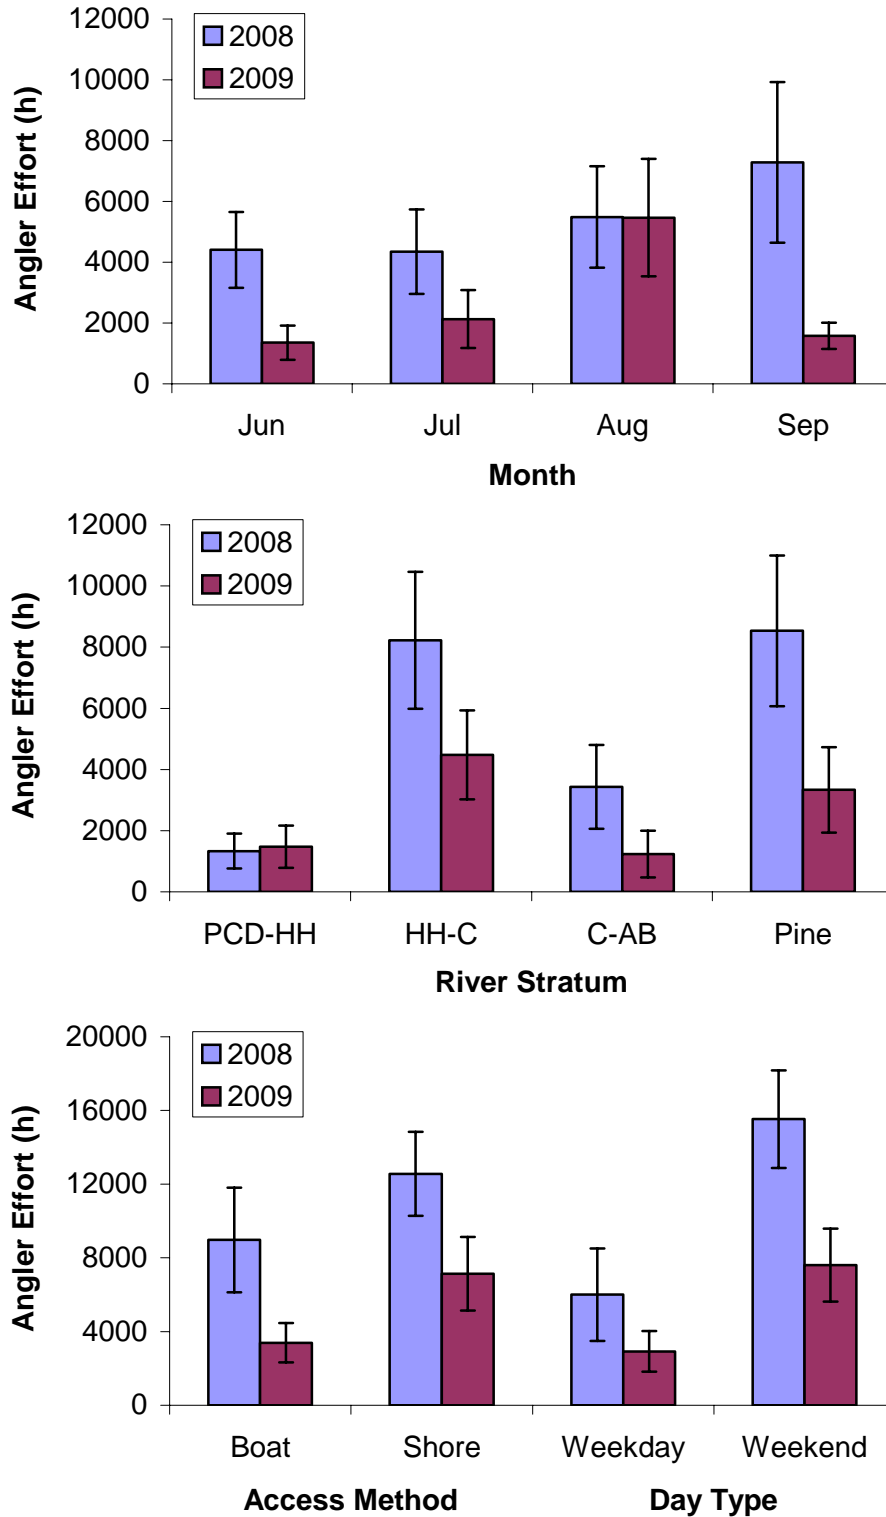 12000
10000
8000
6000
4000
2000
0
Angler Effort (h)
2008
2009
Jun Jul Aug Sep
Month
12000
10000
8000
6000
4000
2000
0
Angler Effort (h)
2008
2009
PCD-HH HH-C C-AB Pine
River Stratum
20000
16000
12000
8000
4000
0
Angler Effort (h)
2008
2009
Boat Shore Weekday Weekend
Access Method Day Type